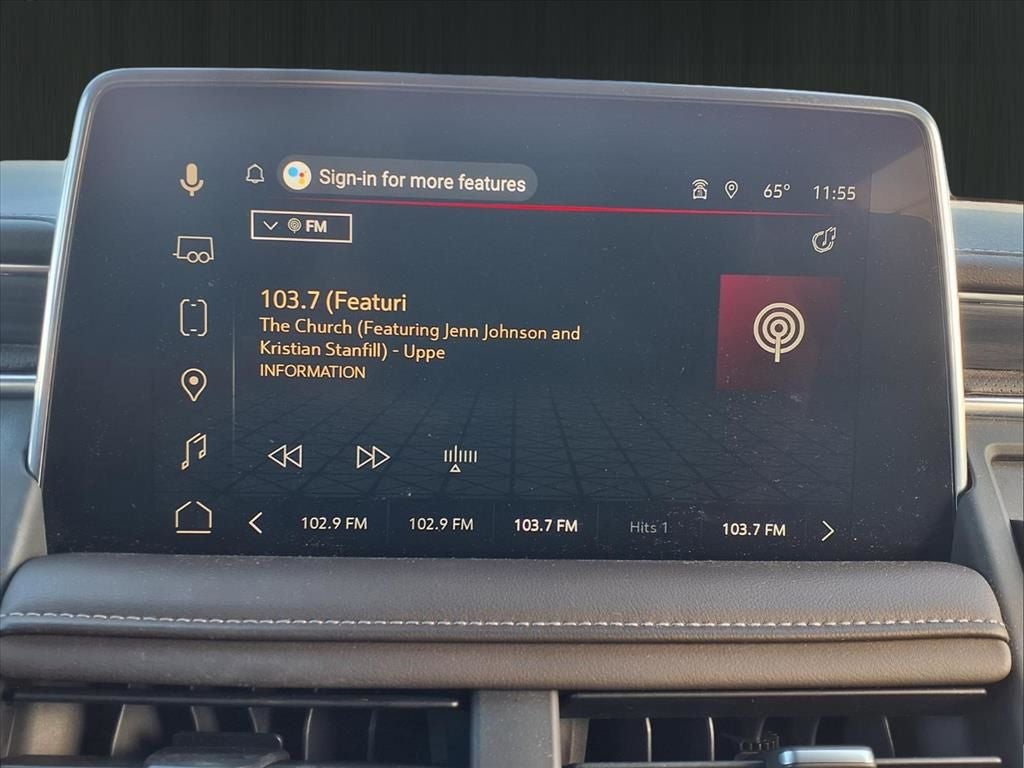 Sign-in for more features
65° 11:55
FM
103.7 (Featuri
The Church (Featuring Jenn Johnson and
Kristian Stanfill) - Uppe
INFORMATION
102.9 FM 102.9 FM 103.7 FM Hits 1 103.7 FM